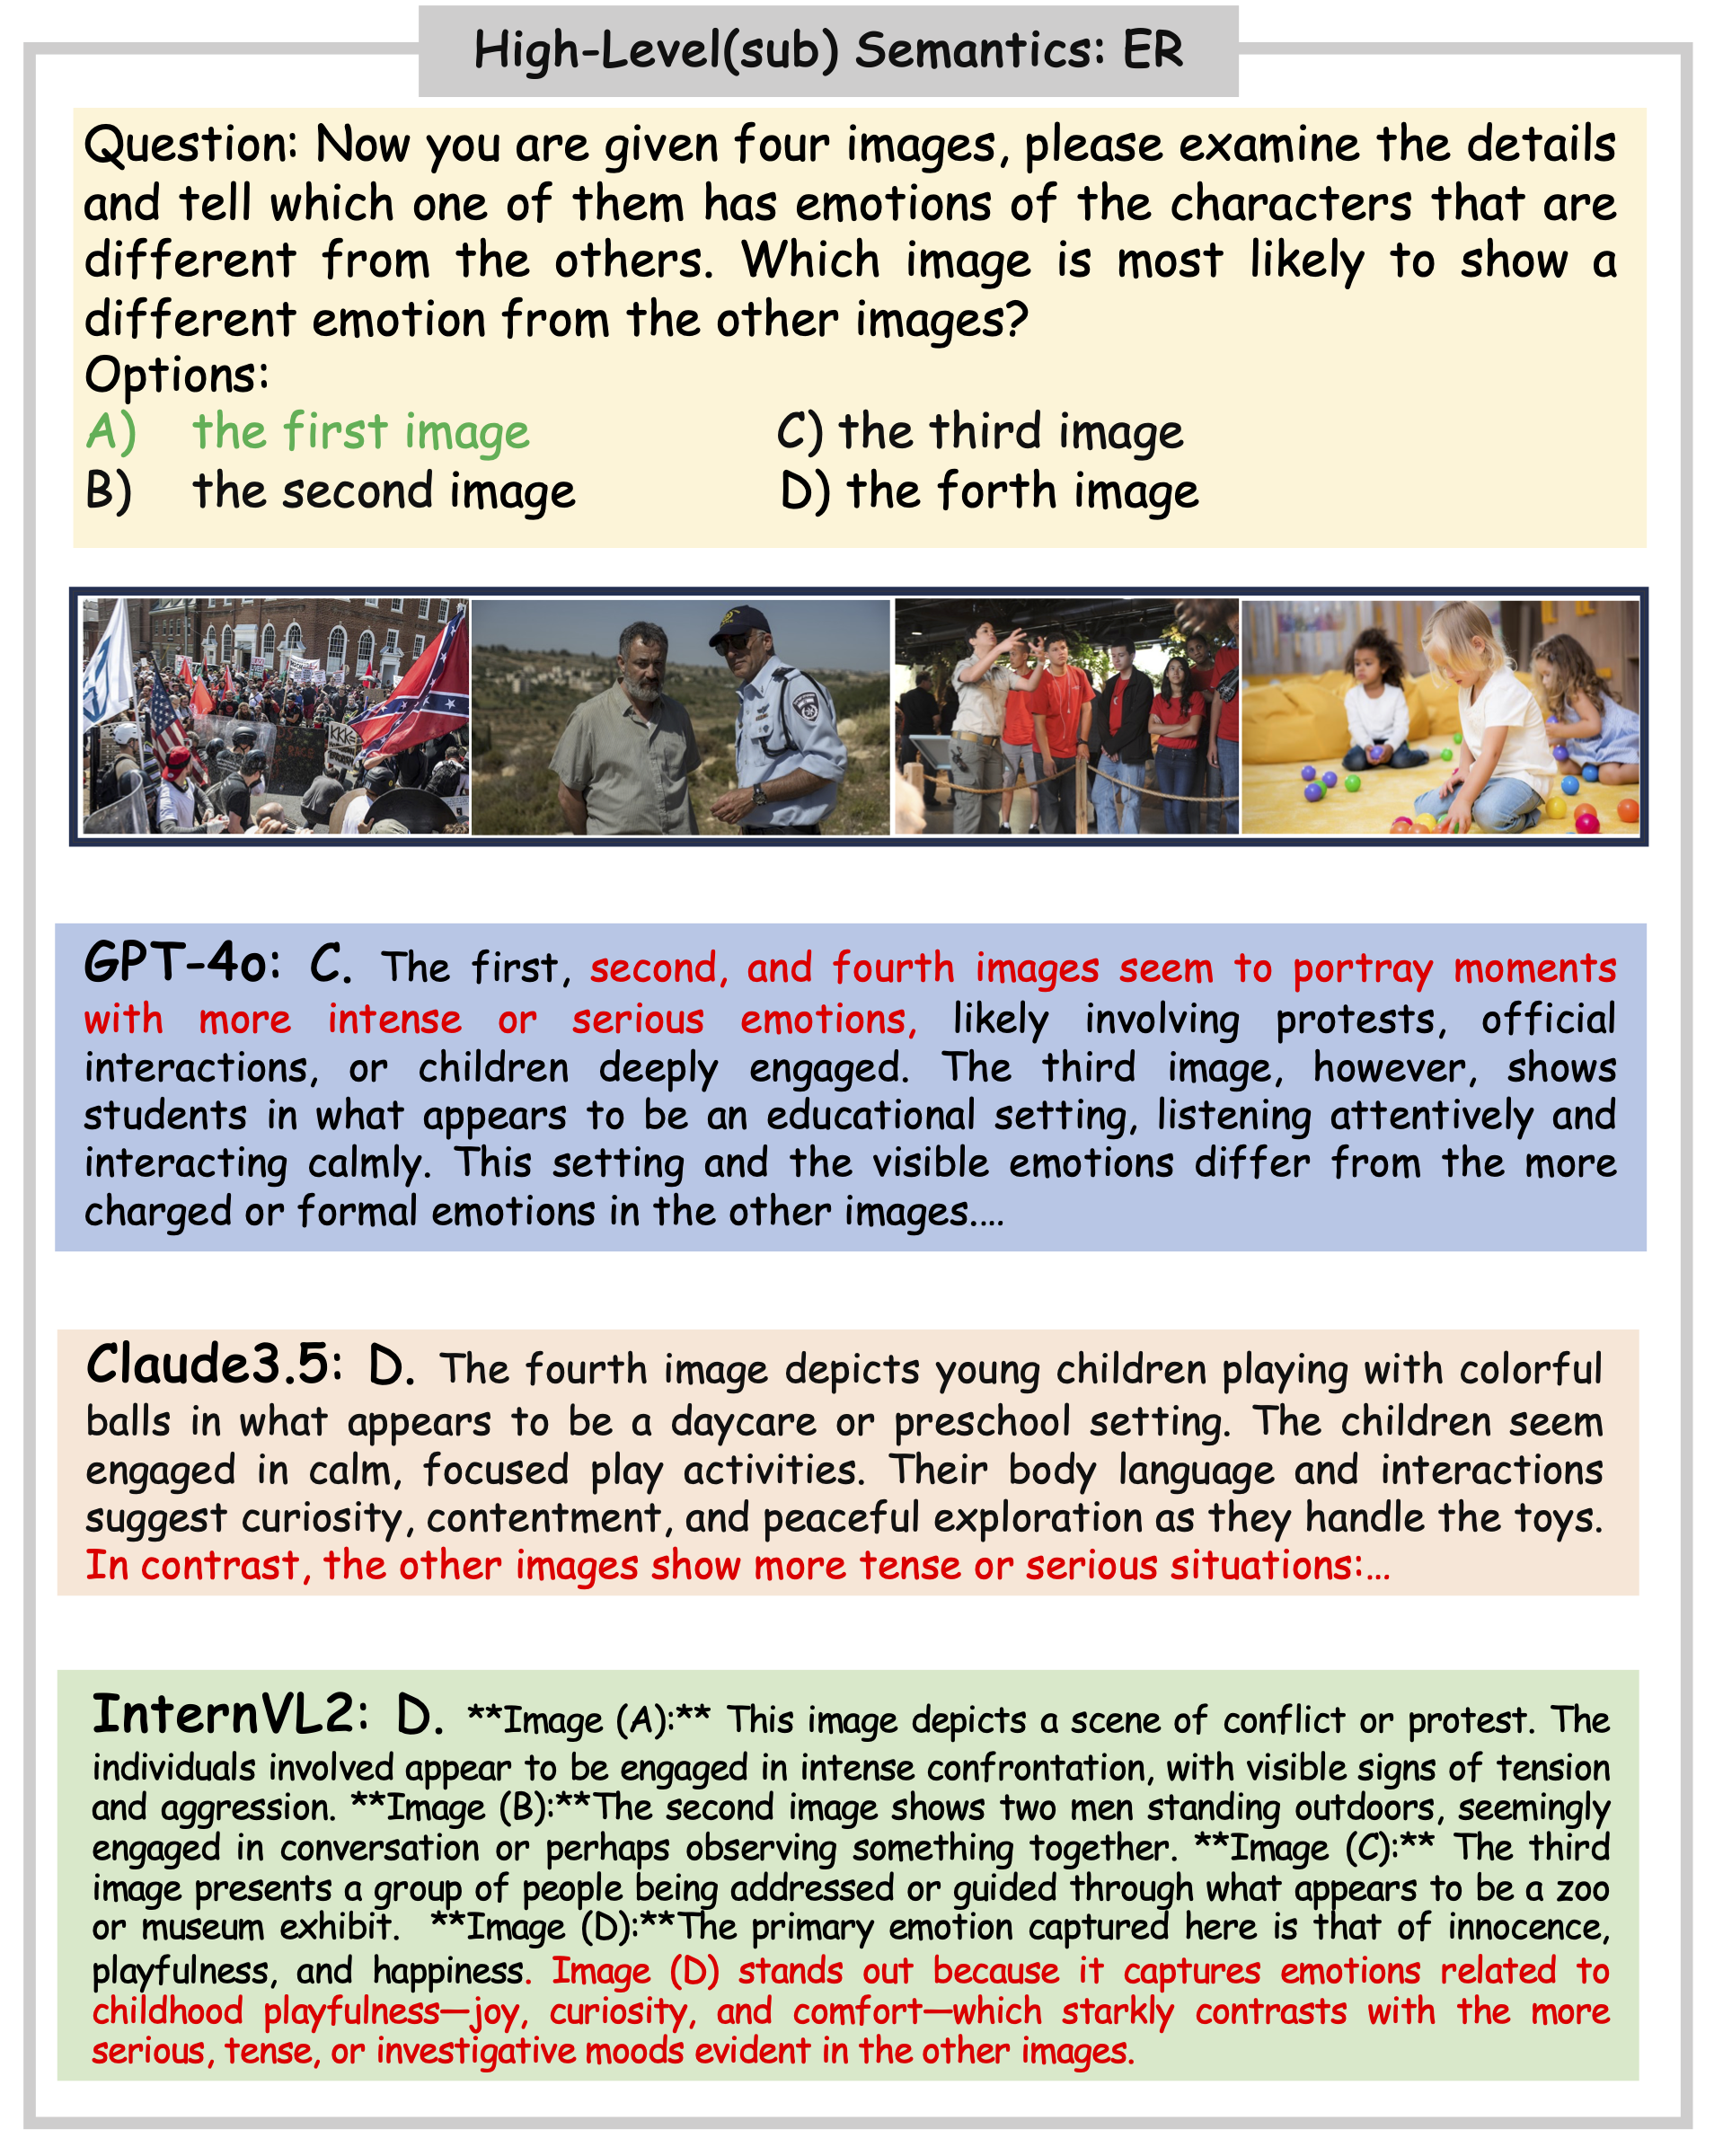 High-Level(sub) Semantics: ER
Question: Now you are given four images, please examine the details
and tell which one of them has emotions of the characters that are
different from the others. Which image is most likely to show a
different emotion from the other images?
Options:
A) the first image C) the third image
B) the second image D) the forth image
KKK=
GPT-4o: C. The first, second, and fourth images seem to portray moments
with more intense or serious emotions, likely involving protests, official
interactions, or children deeply engaged. The third image, however, shows
students in what appears to be an educational setting, listening attentively and
interacting calmly. This setting and the visible emotions differ from the more
charged or formal emotions in the other images....
Claude3.5: D. The fourth image depicts young children playing with colorful
balls in what appears to be a daycare or preschool setting. The children seem
engaged in calm, focused play activities. Their body language and interactions
suggest curiosity, contentment, and peaceful exploration as they handle the toys.
In contrast, the other images show more tense or serious situations:...
InternVL2: D. **Image (A):** This image depicts a scene of conflict or protest. The
individuals involved appear to be engaged in intense confrontation, with visible signs of tension
and aggression. **Image (B):**The second image shows two men standing outdoors, seemingly
engaged in conversation or perhaps observing something together. **Image (C):** The third
image presents a group of people being addressed or guided through what appears to be a zoo
or museum exhibit. **Image (D):**The primary emotion captured here is that of innocence,
playfulness, and happiness. Image (D) stands out because it captures emotions related to
childhood playfulness—joy, curiosity, and comfort—which starkly contrasts with the more
serious, tense, or investigative moods evident in the other images.